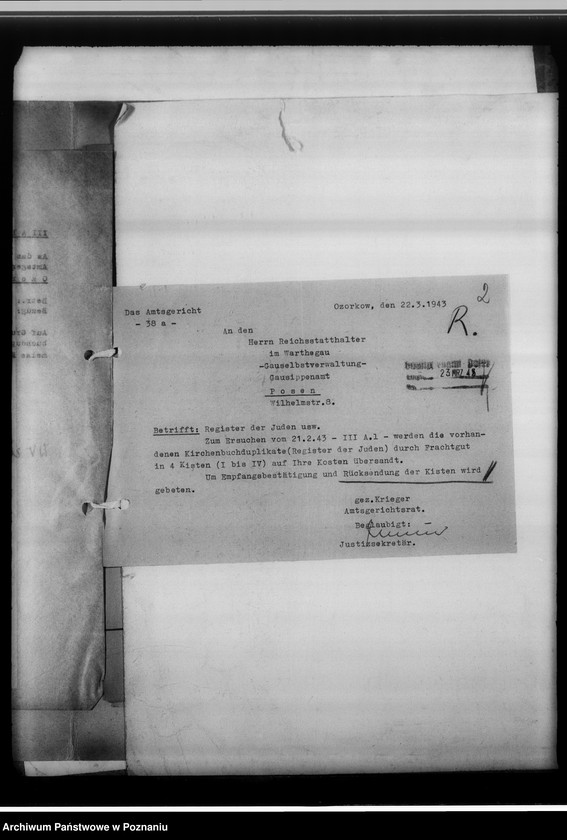 2
Das Amtsgericht
Ozorkow, den 22.3.1943
- 38 a -
R.
An den
Herrn Reichsstatthalter
im Warthegau
-Gauselbstverwaltung-
Gausippenamt
Posen
Wilhelmstr.8.
23 MRZ 43
Betrifft: Register der Juden usw.
Zum Ersuchen vom 21.2.43 - III A.1 - werden die vorhan-
denen Kirchenbuchduplikate(Register der Juden) durch Frachtgut
in 4 Kisten (I bis IV) auf Ihre Kosten übersandt.
Um Empfangsbestätigung und Rücksendung der Kisten wird
gebeten.
gez.Krieger
Amtsgerichtsrat.
Beglaubigt:
Justizsekretär.
Archiwum Państwowe w Poznaniu